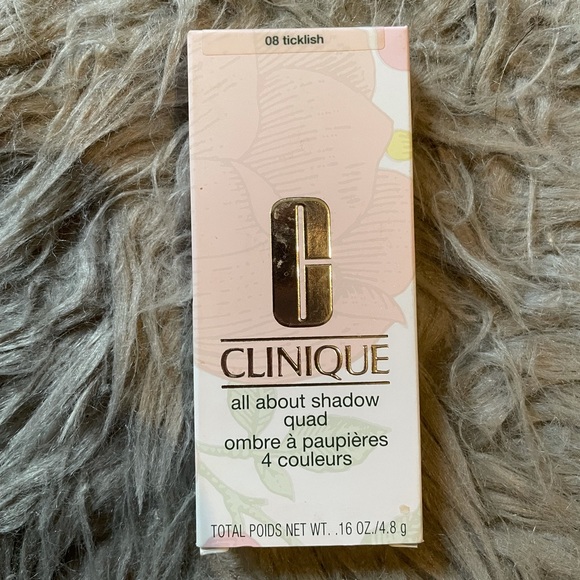 08 ticklish
C
CLINIQUE
all about shadow
quad
ombre à paupières
4 couleurs
TOTAL POIDS NET WT. .16 OZ./4.8 g